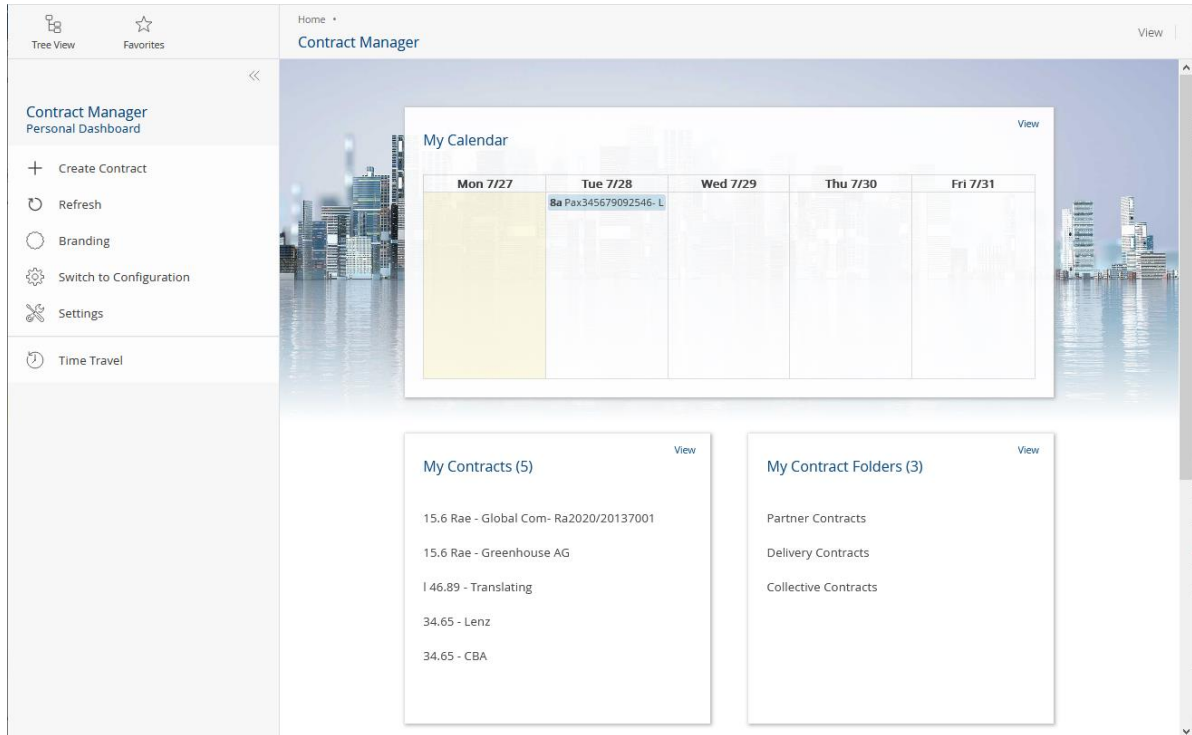 Tree View
Favorites
Home •
Contract Manager
View
Contract Manager
Personal Dashboard
Create Contract
Refresh
Branding
Switch to Configuration
Settings
Time Travel
My Calendar
View
Mon 7/27 Tue 7/28 Wed 7/29 Thu 7/30 Fri 7/31
8a Pax345679092546- L
My Contracts (5)
View
15.6 Rae - Global Com- Ra2020/20137001
15.6 Rae - Greenhouse AG
l 46.89 - Translating
34.65 - Lenz
34.65 - CBA
My Contract Folders (3)
View
Partner Contracts
Delivery Contracts
Collective Contracts